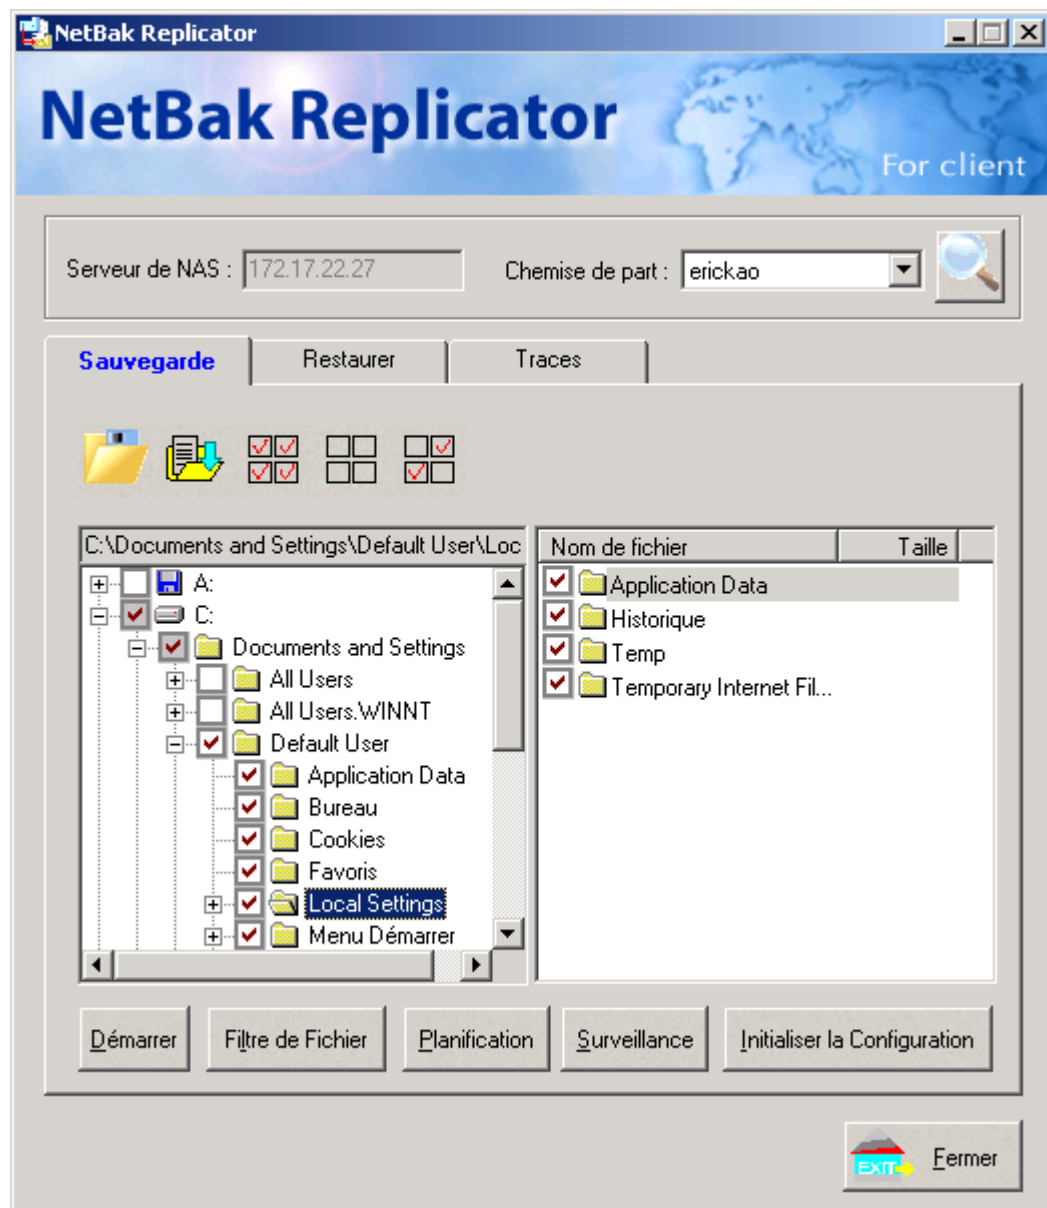 NetBak Replicator
NetBak Replicator
For client
Serveur de NAS : 172.17.22.27 Chemise de part : erickao
Sauvegarde Restaurer Traces
C:\Documents and Settings\Default User\Loc
A:
C:
Documents and Settings
All Users
All Users.WINNT
Default User
Application Data
Bureau
Cookies
Favoris
Local Settings
Menu Démarrer
Nom de fichier Taille
Application Data
Historique
Temp
Temporary Internet Fil...
Démarrer Filtre de Fichier Planification Surveillance Initialiser la Configuration
EXIT Fermer